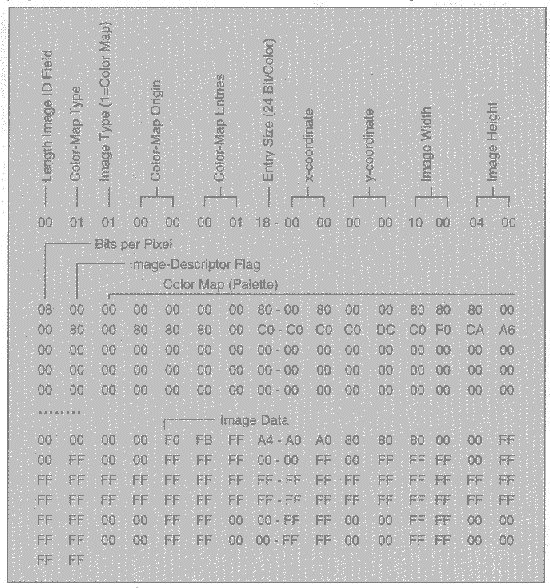 Length Image ID Field
Color-Map Type
Image Type (1=Color Map)
Color-Map Origin
Color-Map Entries
Entry Size (24 Bit/Color)
x-coordinate
y-coordinate
Image Width
Image Height
00 01 01 00 00 00 01 18 - 00 00 00 00 10 00 04 00
Bits per Pixel
Image-Descriptor Flag
Color Map (Palette)
08 00 00 00 00 00 00 80 - 00 80 00 00 80 80 80 00
00 80 00 80 80 80 00 C0 - C0 C0 C0 DC C0 F0 CA A6
00 00 00 00 00 00 00 00 - 00 00 00 00 00 00 00 00
00 00 00 00 00 00 00 00 - 00 00 00 00 00 00 00 00
00 00 00 00 00 00 00 00 - 00 00 00 00 00 00 00 00
.........
Image Data
00 00 00 00 F0 FB FF A4 - A0 A0 80 80 80 00 00 FF
00 FF 00 00 FF FF FF 00 - 00 FF 00 FF FF FF 00 FF
FF FF FF FF FF FF FF FF - FF FF FF FF FF FF FF FF
FF FF FF FF FF FF FF FF - FF FF FF FF FF FF FF FF
FF FF 00 00 FF FF 00 00 - FF FF 00 00 FF FF 00 00
FF FF 00 00 FF FF 00 00 - FF FF 00 00 FF FF 00 00
FF FF